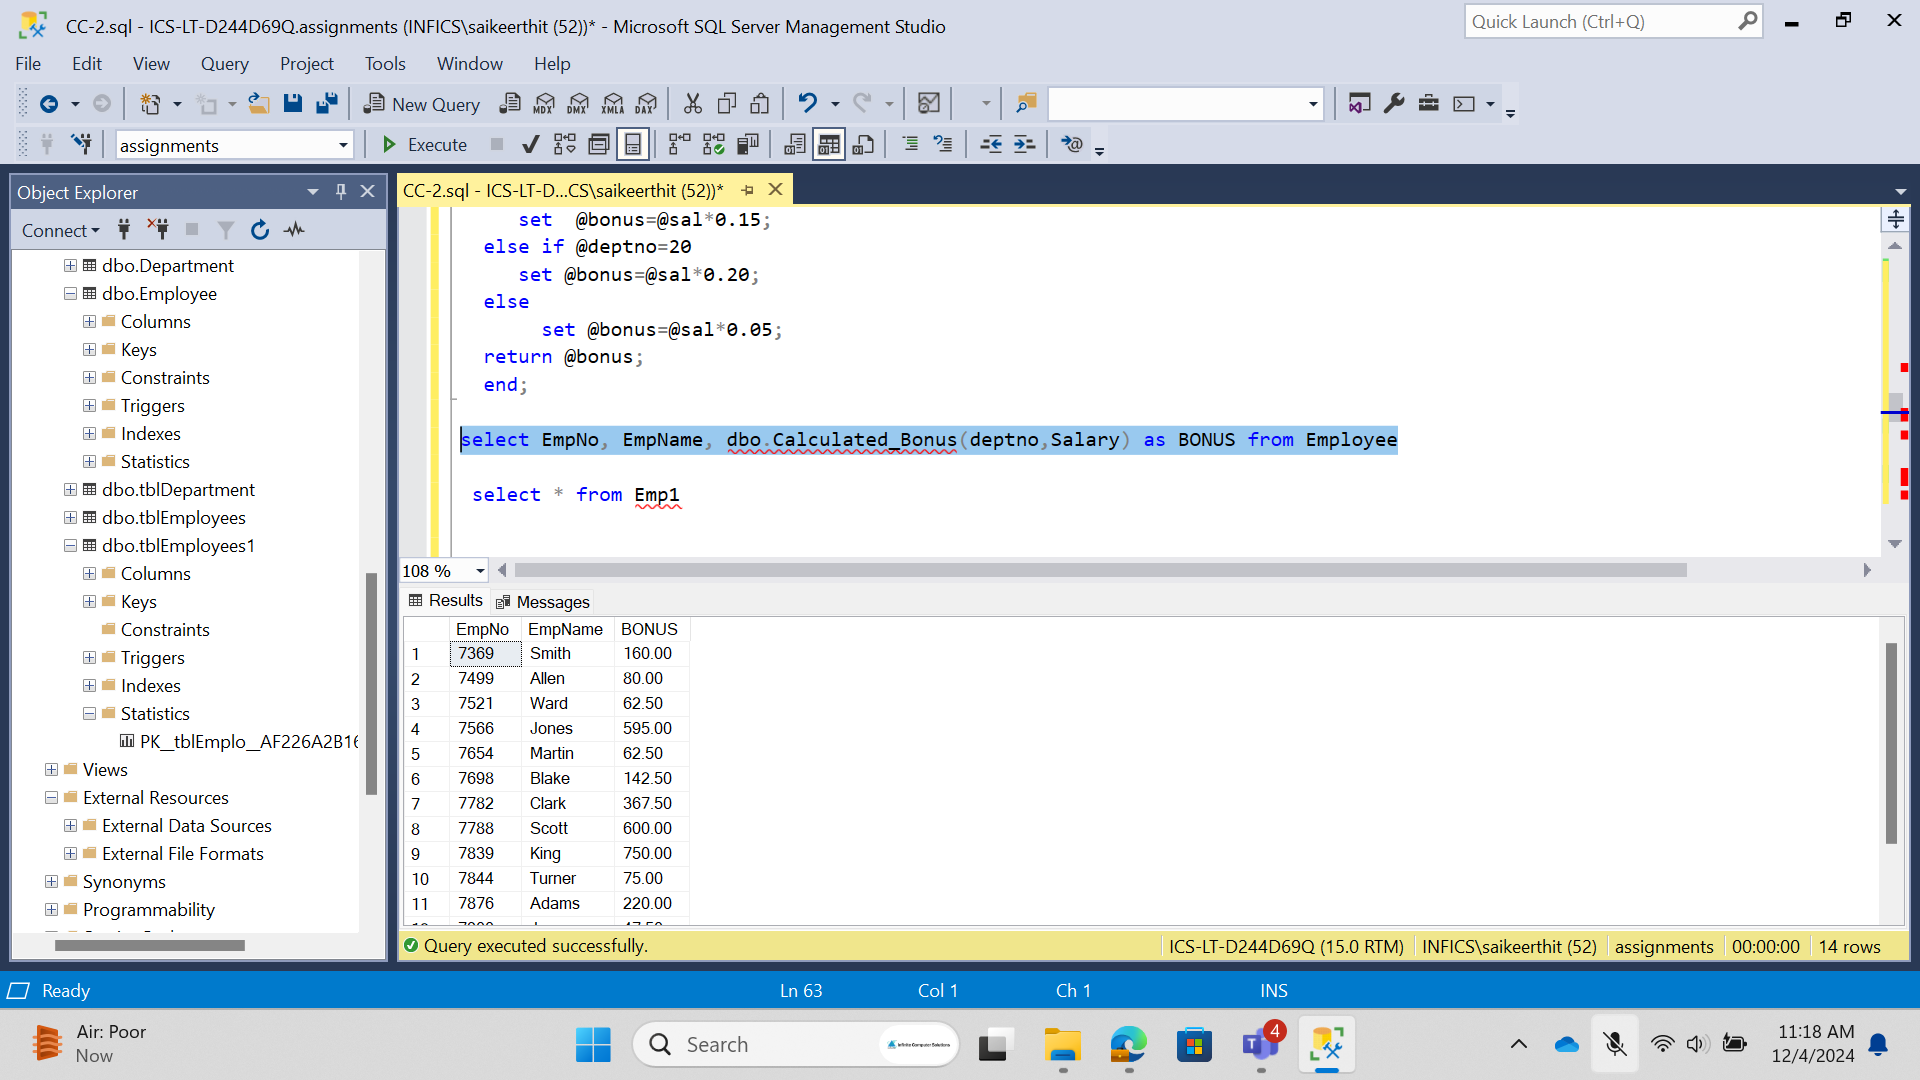 CC-2.sql - ICS-LT-D244D69Q.assignments (INFICS\saikeerthit (52))* - Microsoft SQL Server Management Studio
Quick Launch (Ctrl+Q)
File Edit View Query Project Tools Window Help
New Query MDX DMX XMLA DAX
assignments Execute
Object Explorer
CC-2.sql - ICS-LT-D...CS\saikeerthit (52))*
Connect
dbo.Department
dbo.Employee
Columns
Keys
Constraints
Triggers
Indexes
Statistics
dbo.tblDepartment
dbo.tblEmployees
dbo.tblEmployees1
Columns
Keys
Constraints
Triggers
Indexes
Statistics
PK__tblEmplo__AF226A2B16
Views
External Resources
External Data Sources
External File Formats
Synonyms
Programmability
set @bonus=@sal*0.15;
else if @deptno=20
set @bonus=@sal*0.20;
else
set @bonus=@sal*0.05;
return @bonus;
end;
select EmpNo, EmpName, dbo.Calculated_Bonus(deptno,Salary) as BONUS from Employee
select * from Emp1
108 %
Results Messages
EmpNo EmpName BONUS
1 7369 Smith 160.00
2 7499 Allen 80.00
3 7521 Ward 62.50
4 7566 Jones 595.00
5 7654 Martin 62.50
6 7698 Blake 142.50
7 7782 Clark 367.50
8 7788 Scott 600.00
9 7839 King 750.00
10 7844 Turner 75.00
11 7876 Adams 220.00
Query executed successfully. ICS-LT-D244D69Q (15.0 RTM) INFICS\saikeerthit (52) assignments 00:00:00 14 rows
Ready Ln 63 Col 1 Ch 1 INS
Air: Poor
Now
Search
Infinite Computer Solutions
4
11:18 AM
12/4/2024